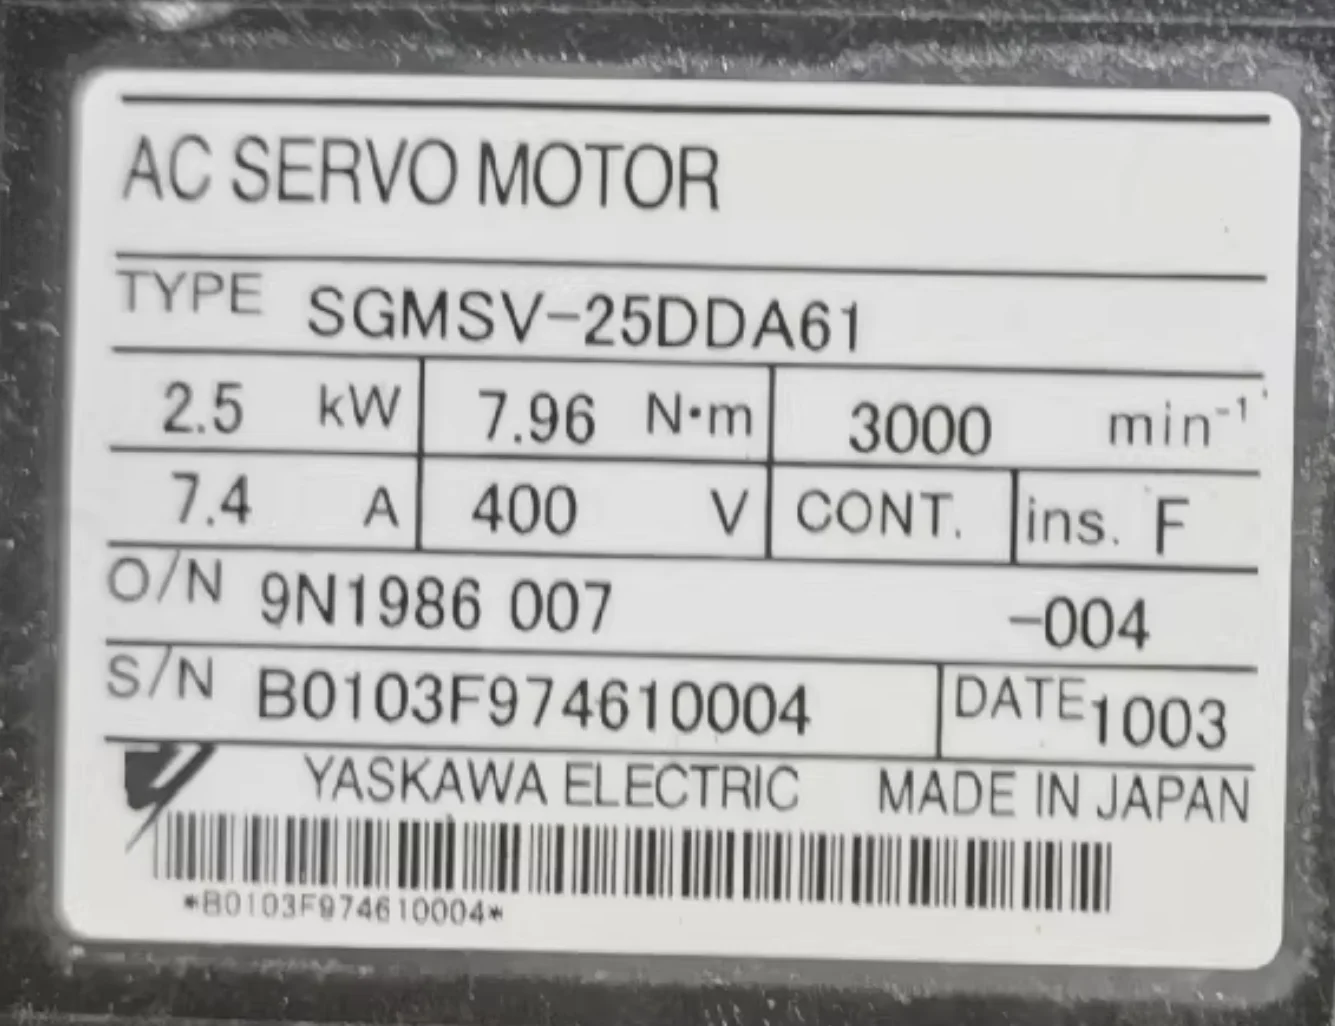 AC SERVO MOTOR
TYPE SGMSV-25DDA61
2.5 kW 7.96 N·m 3000 min⁻¹
7.4 A 400 V CONT. ins. F
O/N 9N1986 007 -004
S/N B0103F974610004 DATE 1003
YASKAWA ELECTRIC MADE IN JAPAN
*B0103F974610004*